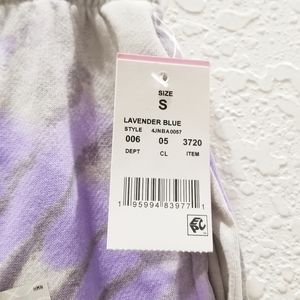 SIZE
S
LAVENDER BLUE
STYLE 4JNBA0057
006 05 3720
DEPT CL ITEM
1 95994 83977 1